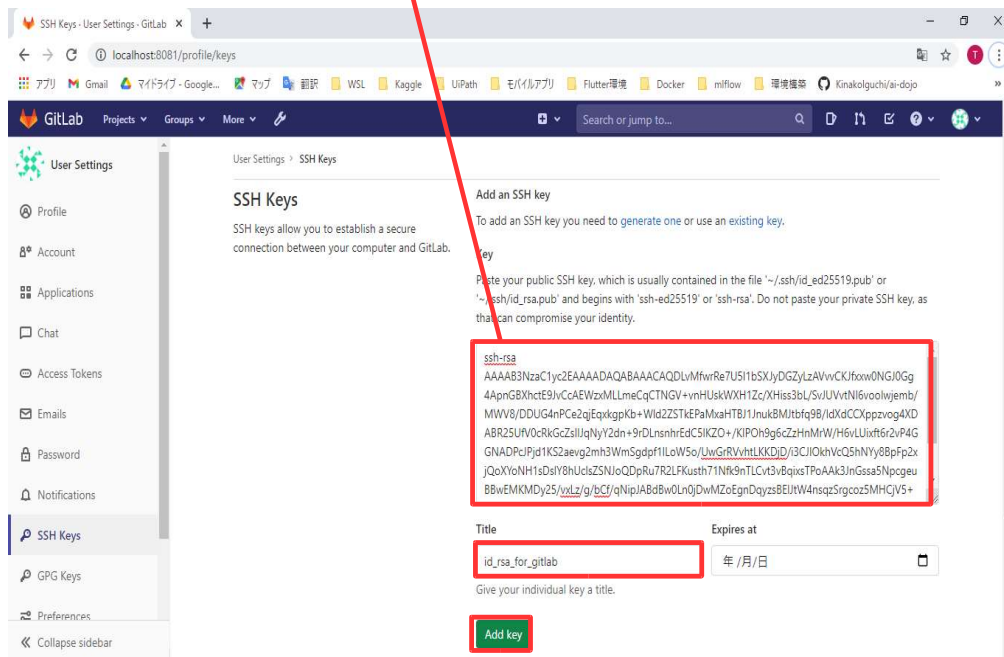 SSH Keys · User Settings · GitLab
localhost:8081/profile/keys
アプリ Gmail マイドライブ - Google... マップ 翻訳 WSL Kaggle UiPath モバイルアプリ Flutter環境 Docker mlflow 環境構築 Kinakolguchi/ai-dojo »
GitLab Projects Groups More Search or jump to...
User Settings
Profile
Account
Applications
Chat
Access Tokens
Emails
Password
Notifications
SSH Keys
GPG Keys
Preferences
Collapse sidebar
User Settings > SSH Keys
SSH Keys
SSH keys allow you to establish a secure
connection between your computer and GitLab.
Add an SSH key
To add an SSH key you need to generate one or use an existing key.
Key
Paste your public SSH key, which is usually contained in the file '~/.ssh/id_ed25519.pub' or
'~/.ssh/id_rsa.pub' and begins with 'ssh-ed25519' or 'ssh-rsa'. Do not paste your private SSH key, as
that can compromise your identity.
ssh-rsa
Title
id_rsa_for_gitlab
Give your individual key a title.
Expires at
年 /月/日
Add key